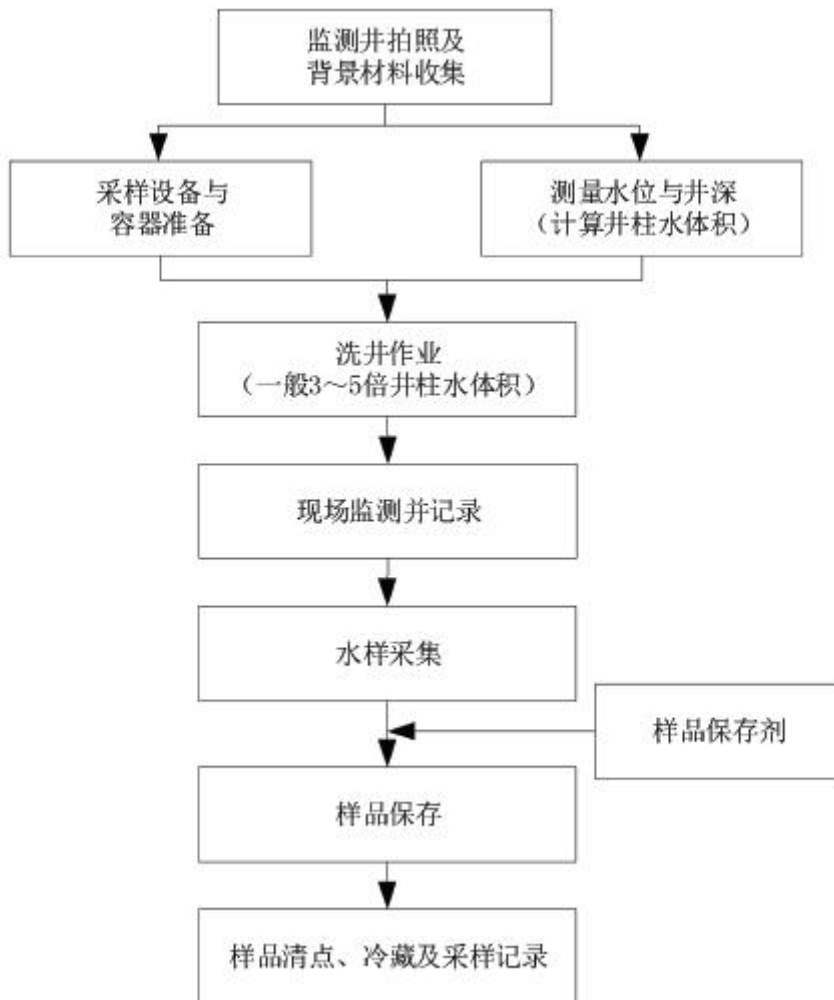 监测井拍照及
背景材料收集
采样设备与
容器准备
测量水位与井深
（计算井柱水体积）
洗井作业
（一般3～5倍井柱水体积）
现场监测并记录
水样采集
样品保存剂
样品保存
样品清点、冷藏及采样记录